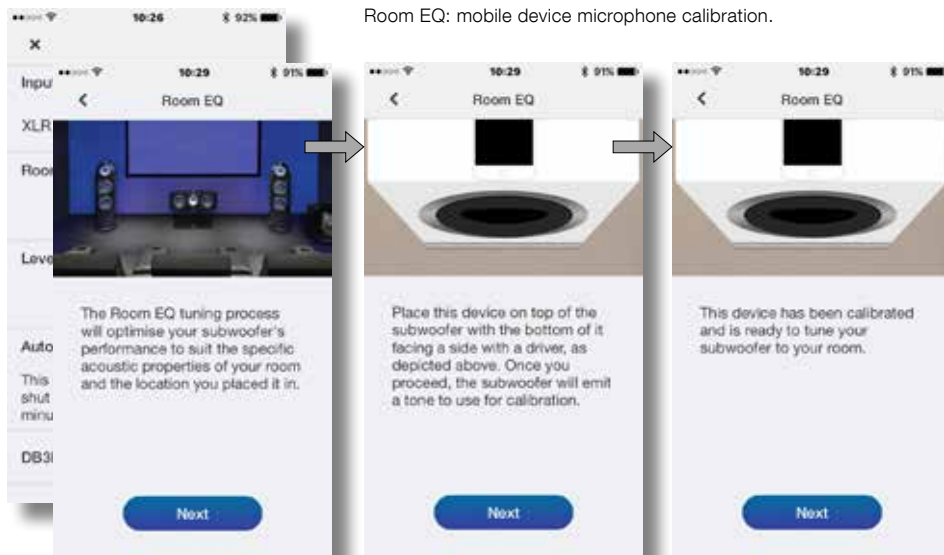 Room EQ: mobile device microphone calibration.
10:26
92%
×
Inpu
XLR
Roor
Leve
Auto
This
shut
minu
10:29
91%
Room EQ
The Room EQ tuning process
will optimise your subwoofer's
performance to suit the specific
acoustic properties of your room
and the location you placed it in.
Next
10:29
91%
Room EQ
Place this device on top of the
subwoofer with the bottom of it
facing a side with a driver, as
depicted above. Once you
proceed, the subwoofer will emit
a tone to use for calibration.
Next
10:29
91%
Room EQ
This device has been calibrated
and is ready to tune your
subwoofer to your room.
Next